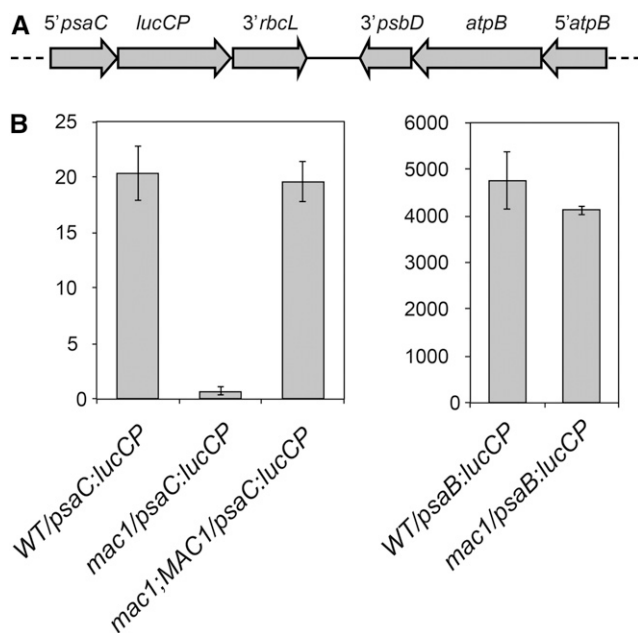 A
5'psaC lucCP 3'rbcL 3'psbD atpB 5'atpB
B
25
20
15
10
5
0
WT/psaC:lucCP
mac1/psaC:lucCP
mac1;MAC1/psaC:lucCP
6000
5000
4000
3000
2000
1000
0
WT/psaB:lucCP
mac1/psaB:lucCP